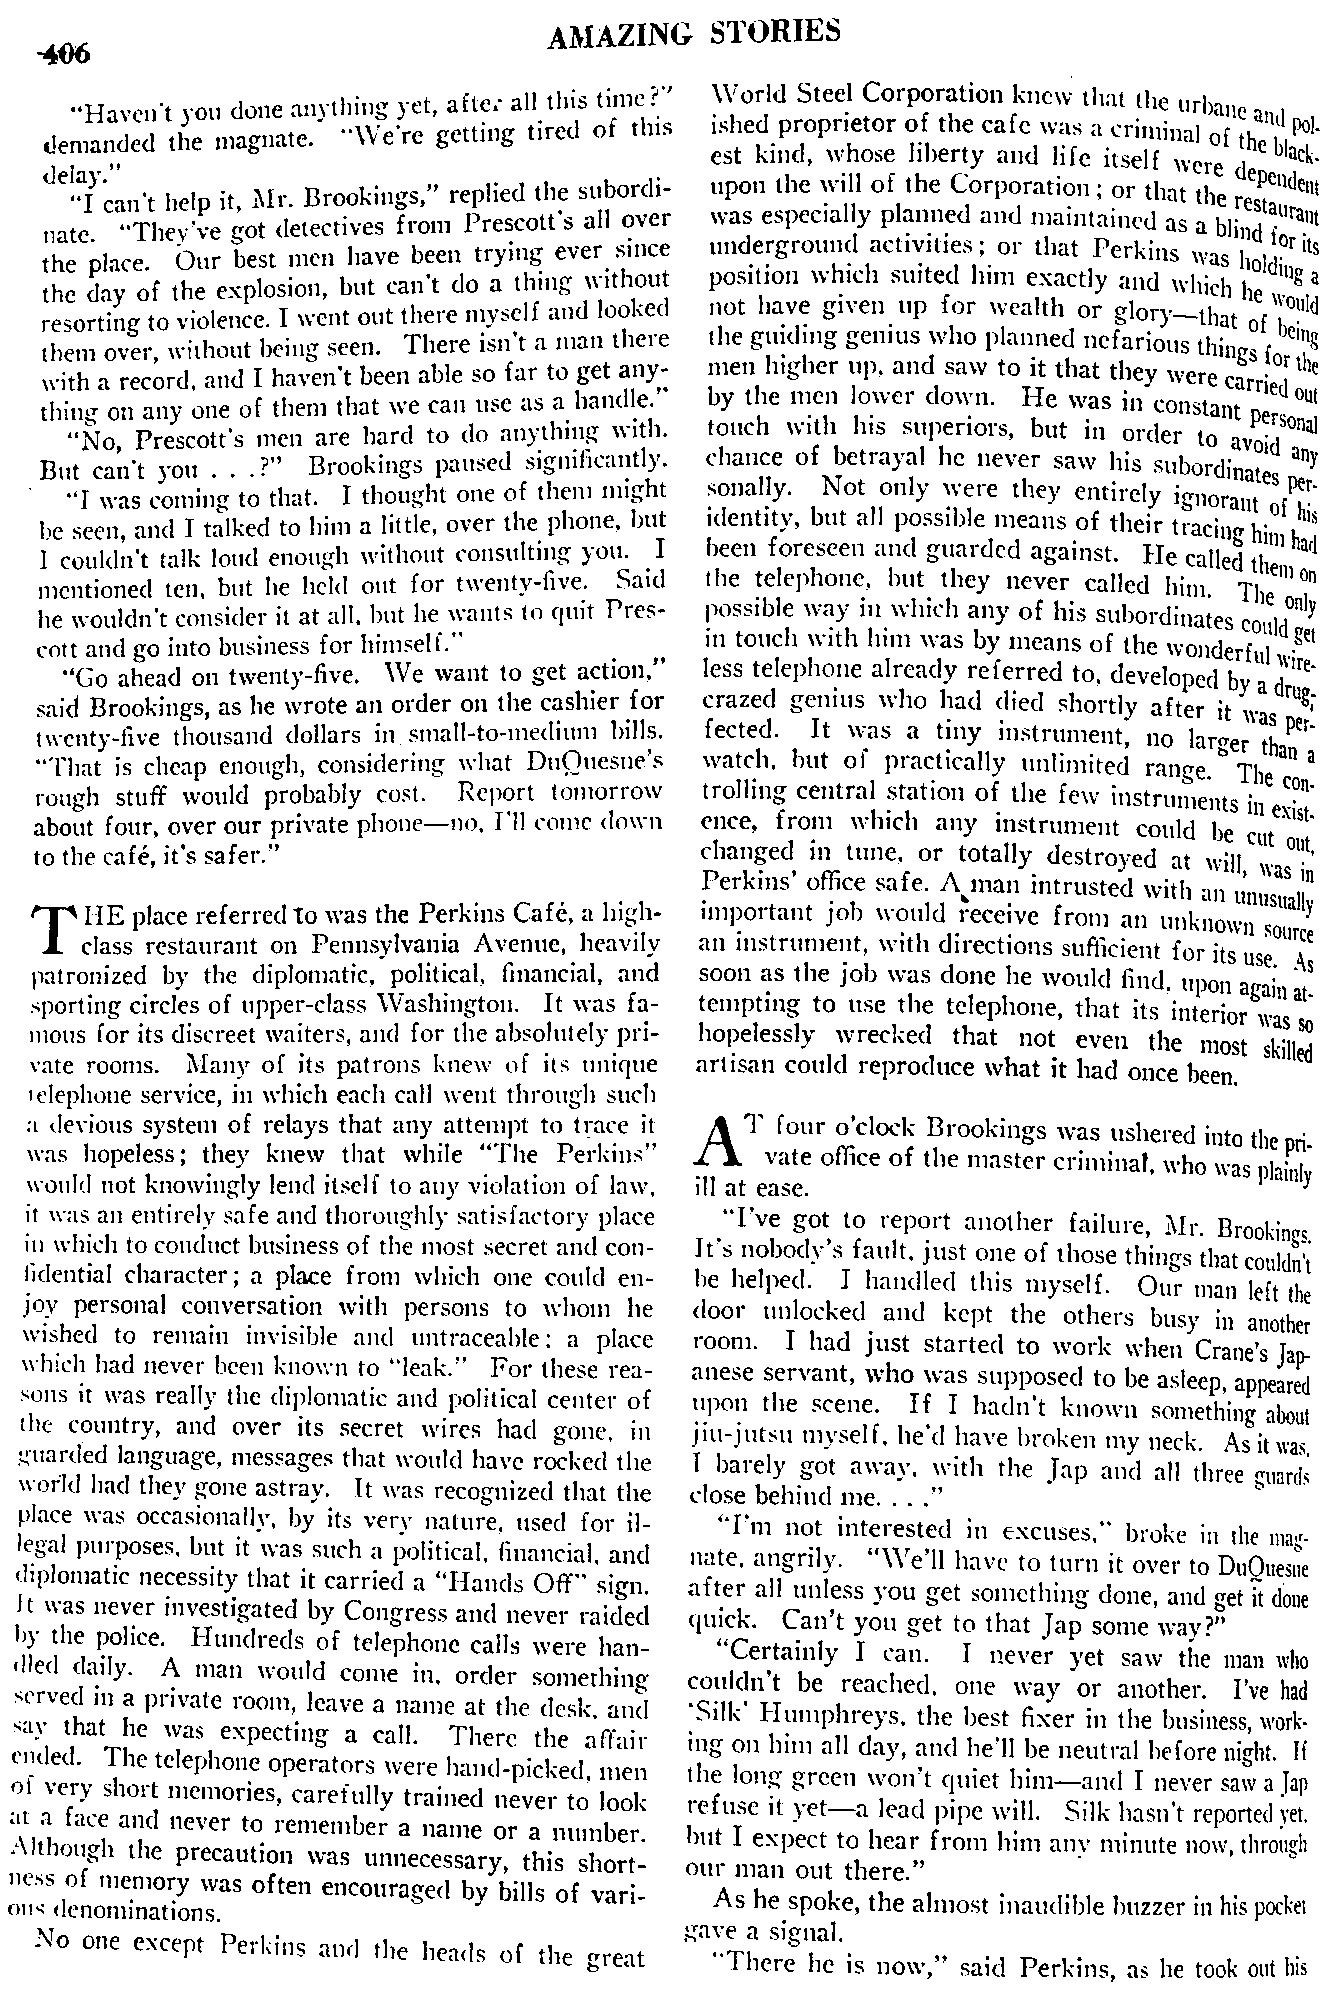 406
AMAZING STORIES
"Haven't you done anything yet, after all this time?"
demanded the magnate. "We're getting tired of this
delay."
"I can't help it, Mr. Brookings," replied the subordi-
nate. "They've got detectives from Prescott's all over
the place. Our best men have been trying ever since
the day of the explosion, but can't do a thing without
resorting to violence. I went out there myself and looked
them over, without being seen. There isn't a man there
with a record, and I haven't been able so far to get any-
thing on any one of them that we can use as a handle."
"No, Prescott's men are hard to do anything with.
But can't you . . .?" Brookings paused significantly.
"I was coming to that. I thought one of them might
be seen, and I talked to him a little, over the phone, but
I couldn't talk loud enough without consulting you. I
mentioned ten, but he held out for twenty-five. Said
he wouldn't consider it at all, but he wants to quit Pres-
cott and go into business for himself."
"Go ahead on twenty-five. We want to get action,"
said Brookings, as he wrote an order on the cashier for
twenty-five thousand dollars in small-to-medium bills.
"That is cheap enough, considering what DuQuesne's
rough stuff would probably cost. Report tomorrow
about four, over our private phone—no, I'll come down
to the café, it's safer."
THE place referred to was the Perkins Café, a high-
class restaurant on Pennsylvania Avenue, heavily
patronized by the diplomatic, political, financial, and
sporting circles of upper-class Washington. It was fa-
mous for its discreet waiters, and for the absolutely pri-
vate rooms. Many of its patrons knew of its unique
telephone service, in which each call went through such
a devious system of relays that any attempt to trace it
was hopeless; they knew that while "The Perkins"
would not knowingly lend itself to any violation of law,
it was an entirely safe and thoroughly satisfactory place
in which to conduct business of the most secret and con-
fidential character; a place from which one could en-
joy personal conversation with persons to whom he
wished to remain invisible and untraceable: a place
which had never been known to "leak." For these rea-
sons it was really the diplomatic and political center of
the country, and over its secret wires had gone, in
guarded language, messages that would have rocked the
world had they gone astray. It was recognized that the
place was occasionally, by its very nature, used for il-
legal purposes, but it was such a political, financial, and
diplomatic necessity that it carried a "Hands Off" sign.
It was never investigated by Congress and never raided
by the police. Hundreds of telephone calls were han-
dled daily. A man would come in, order something
served in a private room, leave a name at the desk, and
say that he was expecting a call. There the affair
ended. The telephone operators were hand-picked, men
of very short memories, carefully trained never to look
at a face and never to remember a name or a number.
Although the precaution was unnecessary, this short-
ness of memory was often encouraged by bills of vari-
ous denominations.
No one except Perkins and the heads of the great
World Steel Corporation knew that the urbane and pol-
ished proprietor of the cafe was a criminal of the black-
est kind, whose liberty and life itself were dependent
upon the will of the Corporation; or that the restaurant
was especially planned and maintained as a blind for its
underground activities; or that Perkins was holding a
position which suited him exactly and which he would
not have given up for wealth or glory—that of being
the guiding genius who planned nefarious things for the
men higher up, and saw to it that they were carried out
by the men lower down. He was in constant personal
touch with his superiors, but in order to avoid any
chance of betrayal he never saw his subordinates per-
sonally. Not only were they entirely ignorant of his
identity, but all possible means of their tracing him had
been foreseen and guarded against. He called them on
the telephone, but they never called him. The only
possible way in which any of his subordinates could get
in touch with him was by means of the wonderful wire-
less telephone already referred to, developed by a drug-
crazed genius who had died shortly after it was per-
fected. It was a tiny instrument, no larger than a
watch, but of practically unlimited range. The con-
trolling central station of the few instruments in exist-
ence, from which any instrument could be cut out,
changed in tune, or totally destroyed at will, was in
Perkins' office safe. A man intrusted with an unusually
important job would receive from an unknown source
an instrument, with directions sufficient for its use. As
soon as the job was done he would find, upon again at-
tempting to use the telephone, that its interior was so
hopelessly wrecked that not even the most skilled
artisan could reproduce what it had once been.
AT four o'clock Brookings was ushered into the pri-
vate office of the master criminal, who was plainly
ill at ease.
"I've got to report another failure, Mr. Brookings.
It's nobody's fault, just one of those things that couldn't
be helped. I handled this myself. Our man left the
door unlocked and kept the others busy in another
room. I had just started to work when Crane's Jap-
anese servant, who was supposed to be asleep, appeared
upon the scene. If I hadn't known something about
jiu-jutsu myself, he'd have broken my neck. As it was,
I barely got away, with the Jap and all three guards
close behind me. . . ."
"I'm not interested in excuses," broke in the mag-
nate, angrily. "We'll have to turn it over to DuQuesne
after all unless you get something done, and get it done
quick. Can't you get to that Jap some way?"
"Certainly I can. I never yet saw the man who
couldn't be reached, one way or another. I've had
'Silk' Humphreys, the best fixer in the business, work-
ing on him all day, and he'll be neutral before night. If
the long green won't quiet him—and I never saw a Jap
refuse it yet—a lead pipe will. Silk hasn't reported yet,
but I expect to hear from him any minute now, through
our man out there."
As he spoke, the almost inaudible buzzer in his pocket
gave a signal.
"There he is now," said Perkins, as he took out his